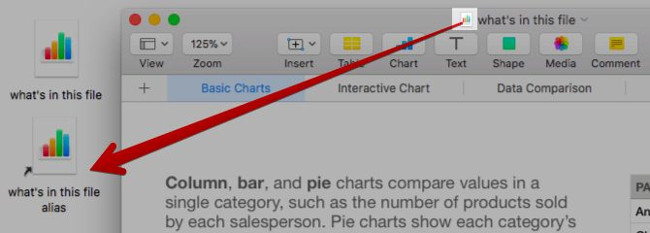 what's in this file
what's in this file
alias
what's in this file
125%
View
Zoom
Insert
Table
Chart
Text
Shape
Media
Comment
Basic Charts
Interactive Chart
Data Comparison
Column, bar, and pie charts compare values in a
single category, such as the number of products sold
by each salesperson. Pie charts show each category's
PA
An